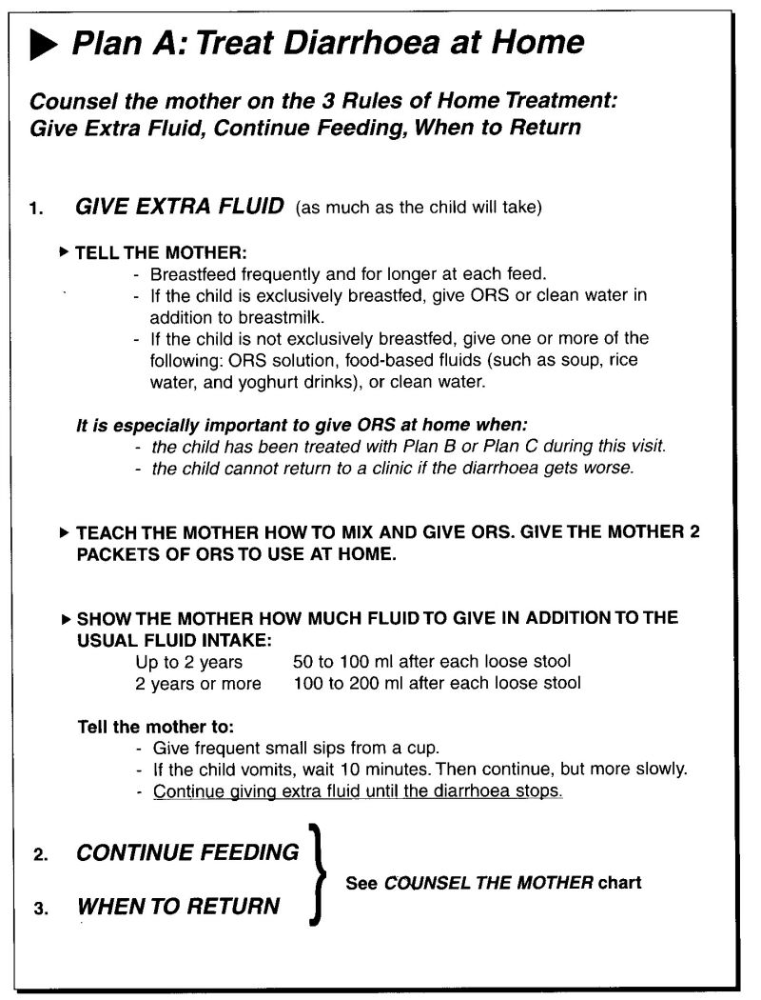 ► Plan A: Treat Diarrhoea at Home
Counsel the mother on the 3 Rules of Home Treatment:
Give Extra Fluid, Continue Feeding, When to Return
1. GIVE EXTRA FLUID (as much as the child will take)
► TELL THE MOTHER:
- Breastfeed frequently and for longer at each feed.
- If the child is exclusively breastfed, give ORS or clean water in
addition to breastmilk.
- If the child is not exclusively breastfed, give one or more of the
following: ORS solution, food-based fluids (such as soup, rice
water, and yoghurt drinks), or clean water.
It is especially important to give ORS at home when:
- the child has been treated with Plan B or Plan C during this visit.
- the child cannot return to a clinic if the diarrhoea gets worse.
► TEACH THE MOTHER HOW TO MIX AND GIVE ORS. GIVE THE MOTHER 2
PACKETS OF ORS TO USE AT HOME.
► SHOW THE MOTHER HOW MUCH FLUID TO GIVE IN ADDITION TO THE
USUAL FLUID INTAKE:
Up to 2 years 50 to 100 ml after each loose stool
2 years or more 100 to 200 ml after each loose stool
Tell the mother to:
- Give frequent small sips from a cup.
- If the child vomits, wait 10 minutes. Then continue, but more slowly.
- Continue giving extra fluid until the diarrhoea stops.
2. CONTINUE FEEDING
See COUNSEL THE MOTHER chart
3. WHEN TO RETURN